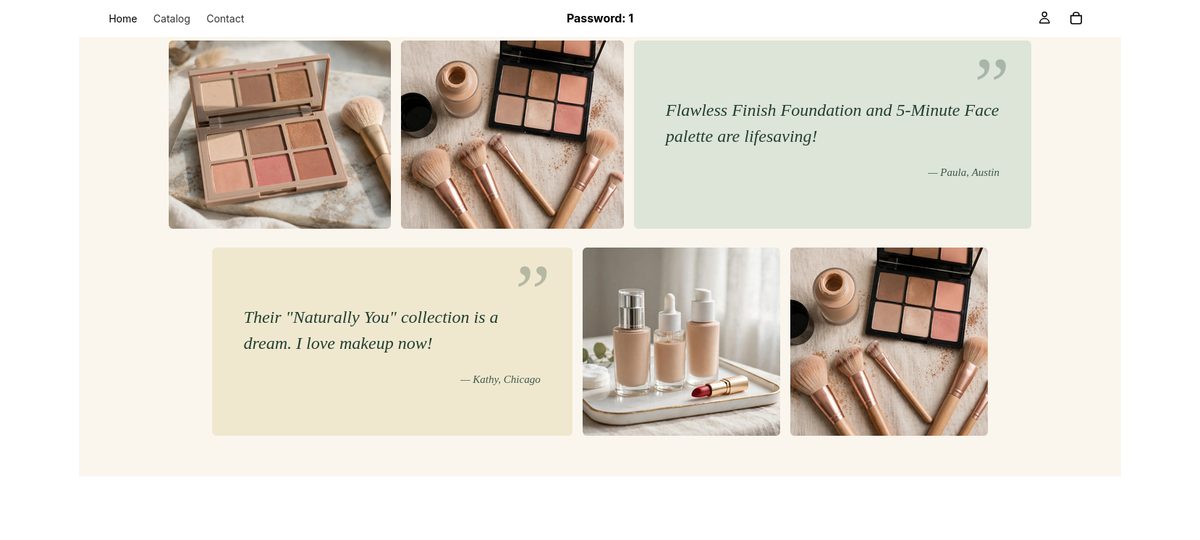 Home Catalog Contact Password: 1
”
Flawless Finish Foundation and 5-Minute Face
palette are lifesaving!
— Paula, Austin
”
Their "Naturally You" collection is a
dream. I love makeup now!
— Kathy, Chicago